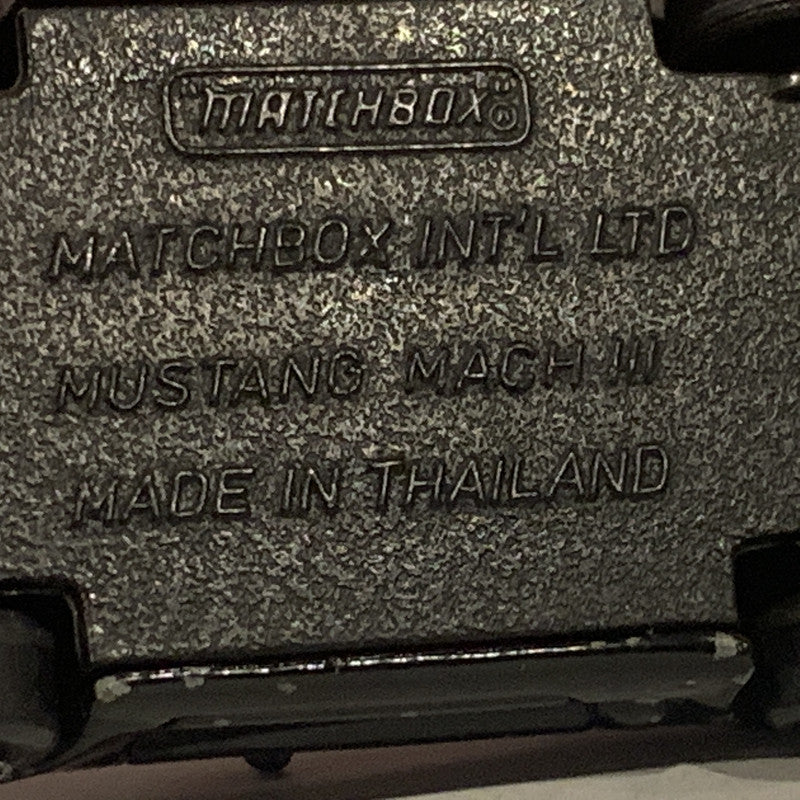 "MATCHBOX"®
MATCHBOX INT'L LTD
MUSTANG MACH III
MADE IN THAILAND